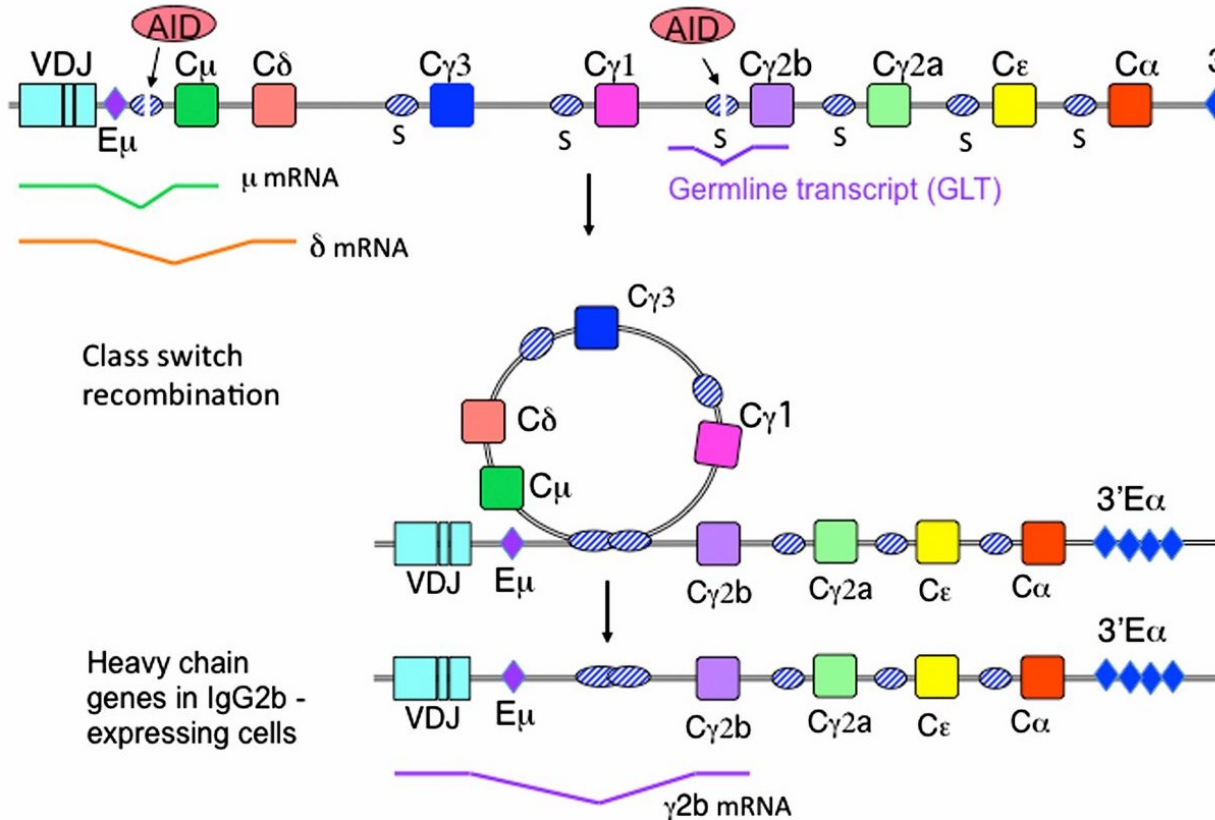 AID
AID
VDJ
Cμ
Cδ
Cγ3
Cγ1
Cγ2b
Cγ2a
Cε
Cα
3
Eμ
S
S
S
S
S
S
μ mRNA
Germline transcript (GLT)
δ mRNA
Class switch
recombination
Cγ3
Cδ
Cγ1
Cμ
3'Eα
VDJ
Eμ
Cγ2b
Cγ2a
Cε
Cα
Heavy chain
genes in IgG2b -
expressing cells
3'Eα
VDJ
Eμ
Cγ2b
Cγ2a
Cε
Cα
γ2b mRNA